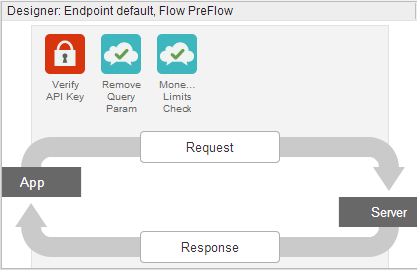 Designer: Endpoint default, Flow PreFlow
Verify
API Key
Remove
Query
Param
Mone...
Limits
Check
Request
App
Server
Response